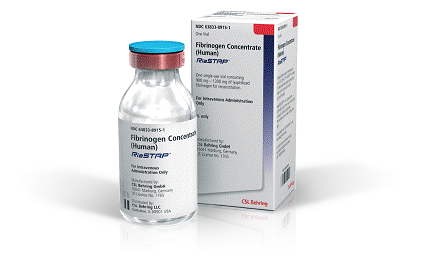 NDC 63833-8915-1
Fibrinogen Concentrate
(Human)
RiaSTAP
For Intravenous
Administration Only
Manufactured by:
CSL Behring GmbH
35041 Marburg, Germany
US License No. 1765
Distributed by:
CSL Behring LLC
Kankakee, IL 60901 USA
NDC 63833-8915-1
One Vial
Fibrinogen Concentrate
(Human)
RiaSTAP
One single use vial containing
900 mg – 1300 mg of lyophilized
fibrinogen for reconstitution.
For Intravenous Administration
Only
only
Manufactured by:
CSL Behring GmbH
35041 Marburg, Germany
US License No. 1765
CSL Behring